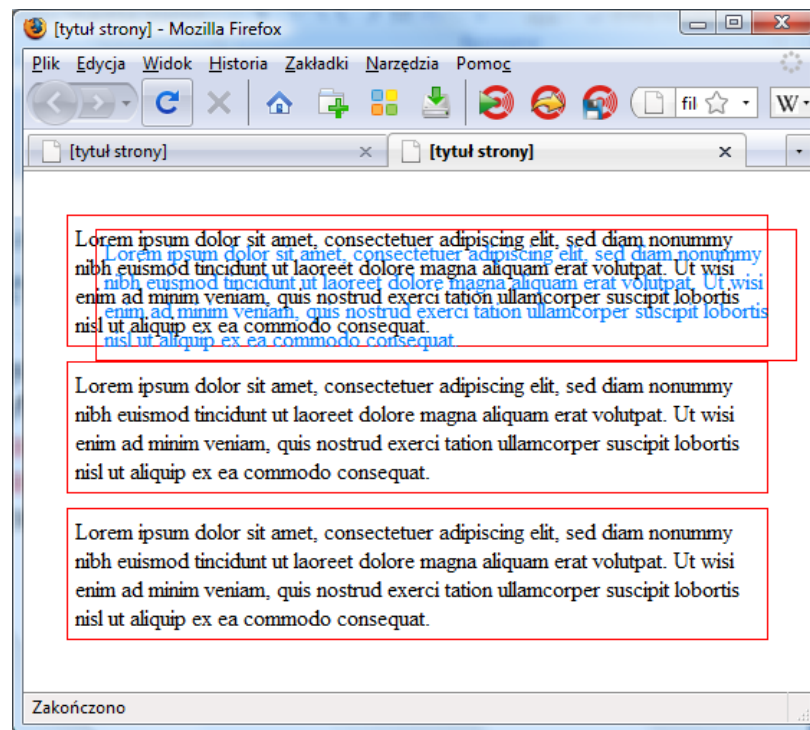 [tytuł strony] - Mozilla Firefox
Plik Edycja Widok Historia Zakładki Narzędzia Pomoc
fil W
[tytuł strony] [tytuł strony]
Lorem ipsum dolor sit amet, consectetuer adipiscing elit, sed diam nonummy
nibh euismod tincidunt ut laoreet dolore magna aliquam erat volutpat. Ut wisi
enim ad minim veniam, quis nostrud exerci tation ullamcorper suscipit lobortis
nisl ut aliquip ex ea commodo consequat.
Lorem ipsum dolor sit amet, consectetuer adipiscing elit, sed diam nonummy
nibh euismod tincidunt ut laoreet dolore magna aliquam erat volutpat. Ut wisi
enim ad minim veniam, quis nostrud exerci tation ullamcorper suscipit lobortis
nisl ut aliquip ex ea commodo consequat.
Lorem ipsum dolor sit amet, consectetuer adipiscing elit, sed diam nonummy
nibh euismod tincidunt ut laoreet dolore magna aliquam erat volutpat. Ut wisi
enim ad minim veniam, quis nostrud exerci tation ullamcorper suscipit lobortis
nisl ut aliquip ex ea commodo consequat.
Lorem ipsum dolor sit amet, consectetuer adipiscing elit, sed diam nonummy
nibh euismod tincidunt ut laoreet dolore magna aliquam erat volutpat. Ut wisi
enim ad minim veniam, quis nostrud exerci tation ullamcorper suscipit lobortis
nisl ut aliquip ex ea commodo consequat.
Zakończono